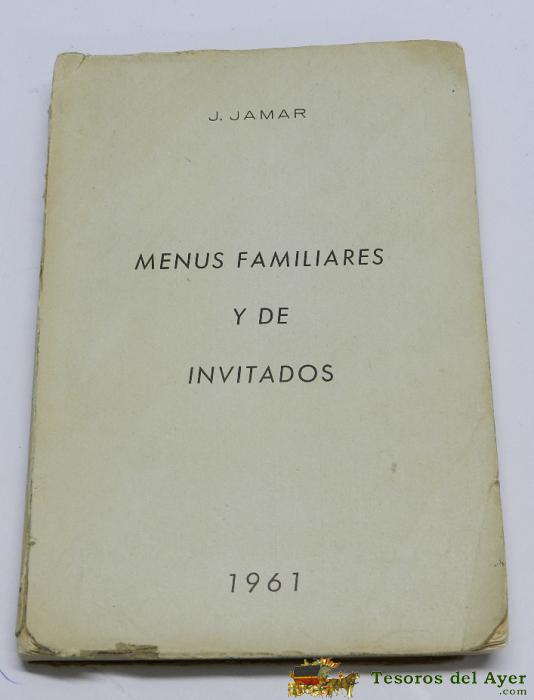 J. JAMAR
MENUS FAMILIARES
Y DE
INVITADOS
1961
Tesoros del Ayer
.com